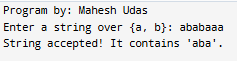 Program by: Mahesh Udas
Enter a string over {a, b}: ababaaa
String accepted! It contains 'aba'.